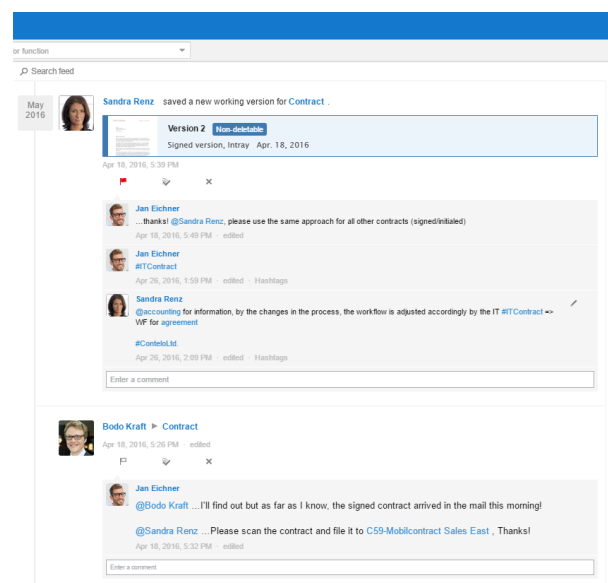 or function
Search feed
May
2016
Sandra Renz saved a new working version for Contract .
Version 2 Non-deletable
Signed version, Intray Apr. 18, 2016
Apr 18, 2016, 5:39 PM
Jan Eichner
...thanks! @Sandra Renz, please use the same approach for all other contracts (signed/initialed)
Apr 18, 2016, 5:49 PM · edited
Jan Eichner
#ITContract
Apr 26, 2016, 1:59 PM · edited · Hashtags
Sandra Renz
@accounting for information, by the changes in the process, the workflow is adjusted accordingly by the IT #ITContract =>
WF for agreement
#ConteloLtd.
Apr 26, 2016, 2:09 PM · edited · Hashtags
Enter a comment
Bodo Kraft ► Contract
Apr 18, 2016, 5:26 PM · edited
Jan Eichner
@Bodo Kraft ...I'll find out but as far as I know, the signed contract arrived in the mail this morning!
@Sandra Renz ...Please scan the contract and file it to C59-Mobilcontract Sales East , Thanks!
Apr 18, 2016, 5:32 PM · edited
Enter a comment